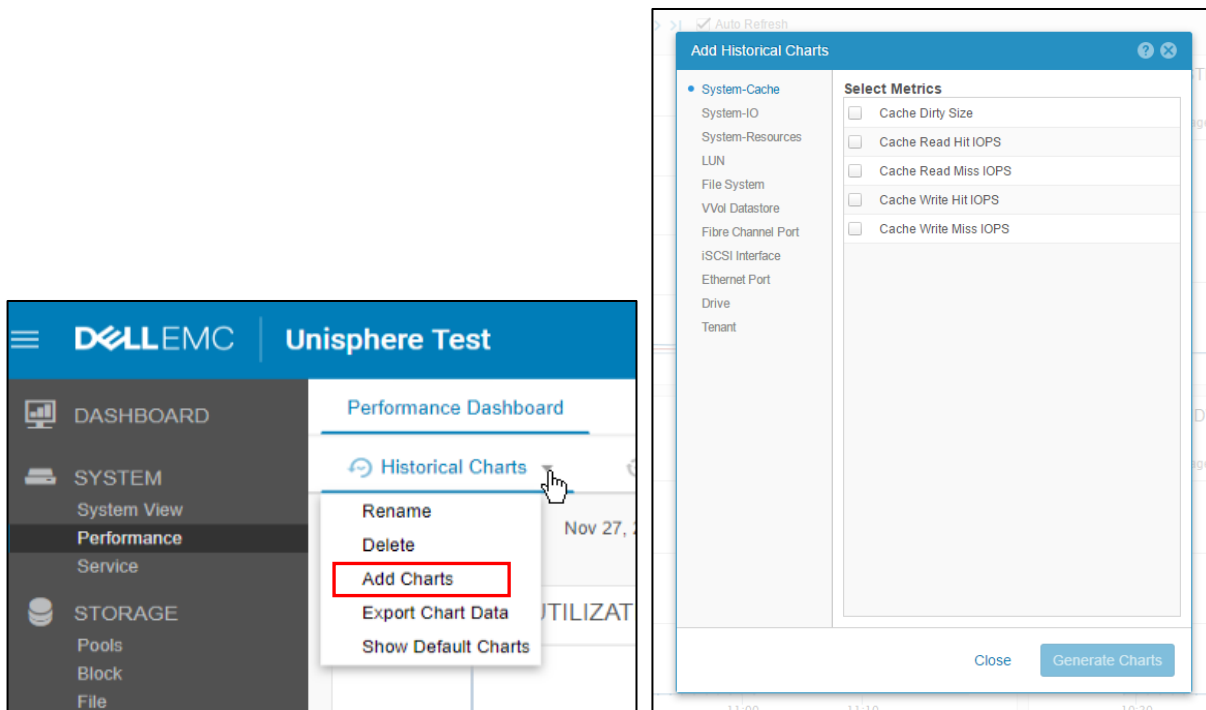 DELLEMC Unisphere Test
DASHBOARD
SYSTEM
System View
Performance
Service
STORAGE
Pools
Block
File
Performance Dashboard
Historical Charts
Rename
Delete
Add Charts
Export Chart Data
Show Default Charts
Nov 27,
UTILIZAT
Auto Refresh
Add Historical Charts
System-Cache
System-IO
System-Resources
LUN
File System
VVol Datastore
Fibre Channel Port
iSCSI Interface
Ethernet Port
Drive
Tenant
Select Metrics
Cache Dirty Size
Cache Read Hit IOPS
Cache Read Miss IOPS
Cache Write Hit IOPS
Cache Write Miss IOPS
Close
Generate Charts